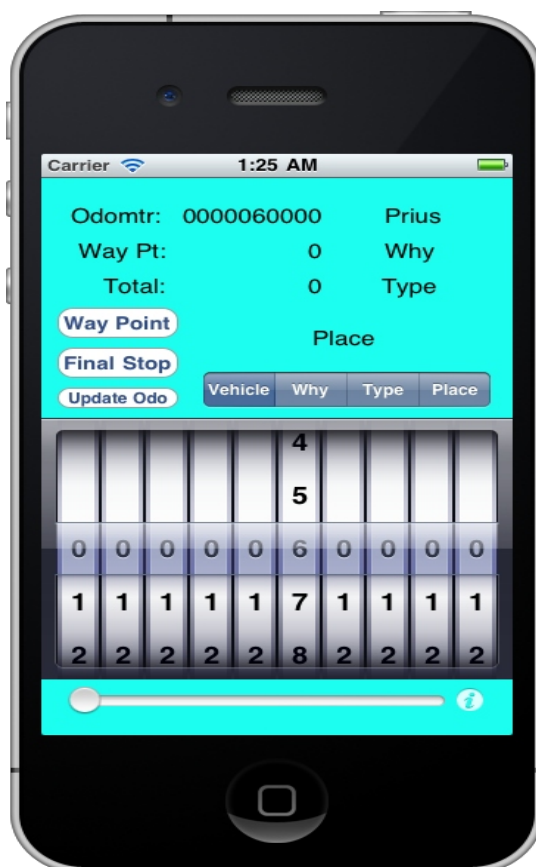 Carrier 1:25 AM
Odomtr: 0000060000 Prius
Way Pt: 0 Why
Total: 0 Type
Way Point
Place
Final Stop
Update Odo
Vehicle Why Type Place
4
5
0 0 0 0 0 6 0 0 0 0
1 1 1 1 1 7 1 1 1 1
2 2 2 2 2 8 2 2 2 2
i